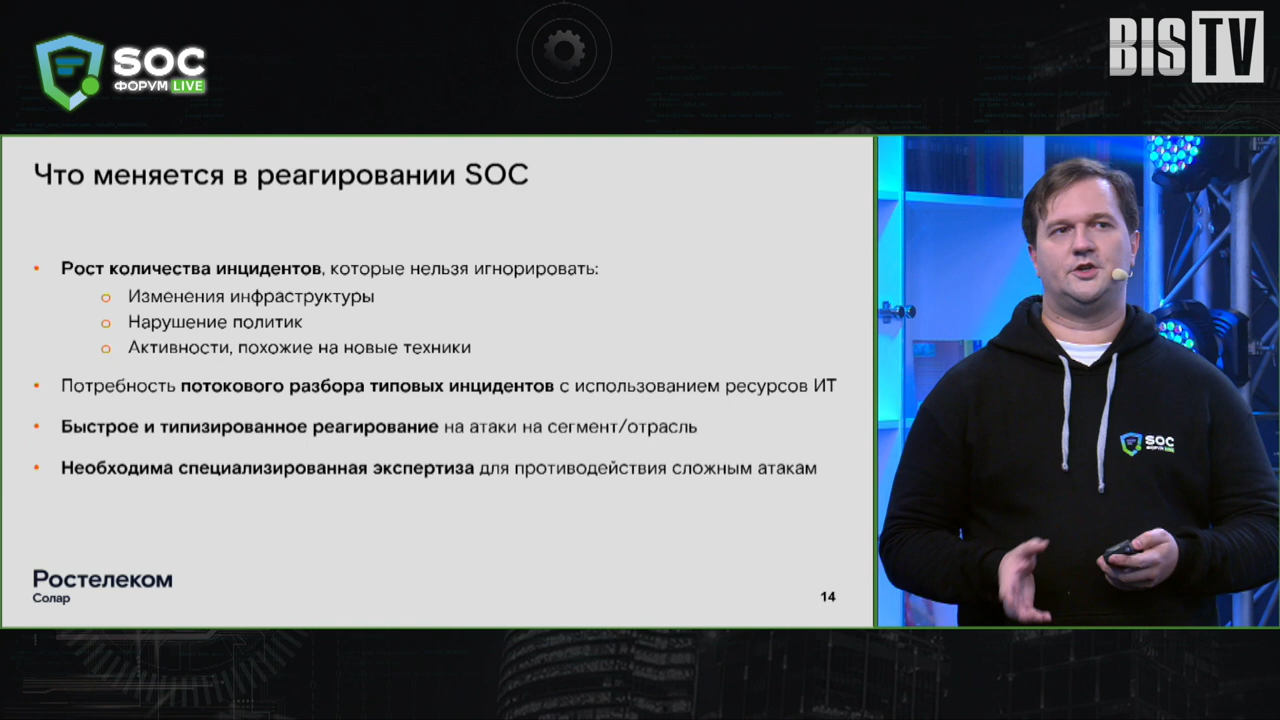 SOC
ФОРУМ LIVE
BIS TV
Что меняется в реагировании SOC
• Рост количества инцидентов, которые нельзя игнорировать:
o Изменения инфраструктуры
o Нарушение политик
o Активности, похожие на новые техники
• Потребность потокового разбора типовых инцидентов с использованием ресурсов ИТ
• Быстрое и типизированное реагирование на атаки на сегмент/отрасль
• Необходима специализированная экспертиза для противодействия сложным атакам
Ростелеком
Солар
14
SOC
ФОРУМ LIVE